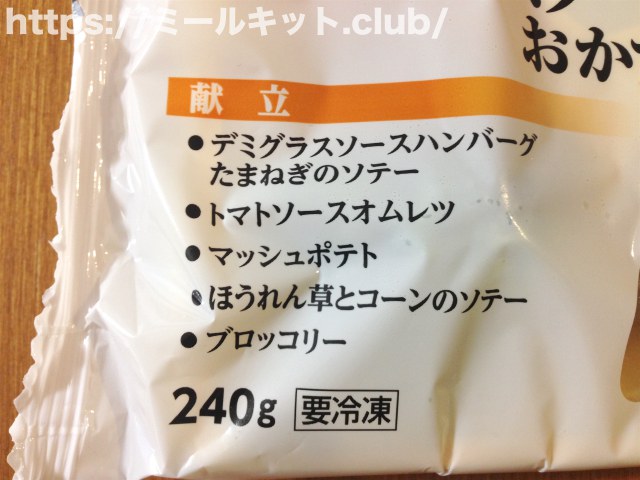 https://ミールキット.club/
おかず
献立
●デミグラスソースハンバーグ
たまねぎのソテー
●トマトソースオムレツ
●マッシュポテト
●ほうれん草とコーンのソテー
●ブロッコリー
240g 要冷凍